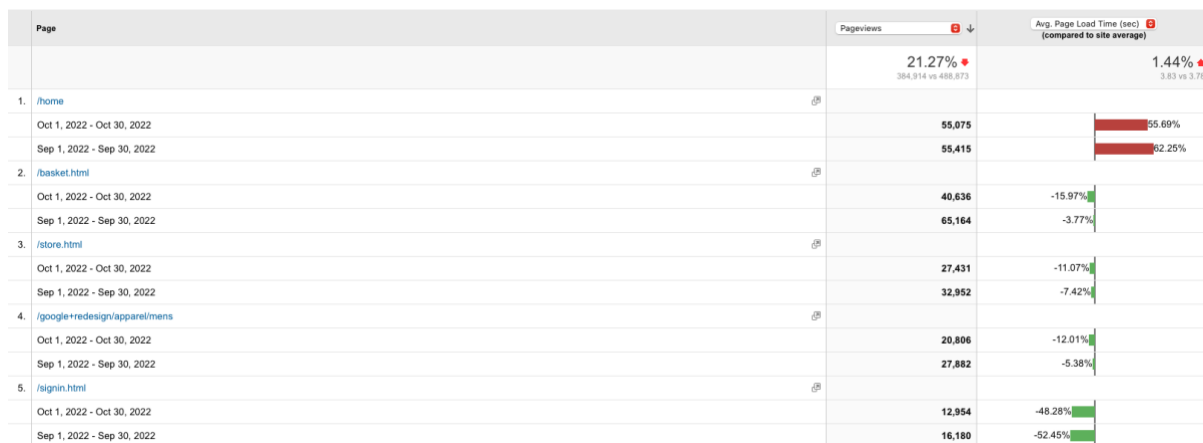 Page Pageviews Avg. Page Load Time (sec)
(compared to site average)
21.27% 1.44%
384,914 vs 488,873 3.83 vs 3.78
1. /home
Oct 1, 2022 - Oct 30, 2022 55,075 55.69%
Sep 1, 2022 - Sep 30, 2022 55,415 62.25%
2. /basket.html
Oct 1, 2022 - Oct 30, 2022 40,636 -15.97%
Sep 1, 2022 - Sep 30, 2022 65,164 -3.77%
3. /store.html
Oct 1, 2022 - Oct 30, 2022 27,431 -11.07%
Sep 1, 2022 - Sep 30, 2022 32,952 -7.42%
4. /google+redesign/apparel/mens
Oct 1, 2022 - Oct 30, 2022 20,806 -12.01%
Sep 1, 2022 - Sep 30, 2022 27,882 -5.38%
5. /signin.html
Oct 1, 2022 - Oct 30, 2022 12,954 -48.28%
Sep 1, 2022 - Sep 30, 2022 16,180 -52.45%